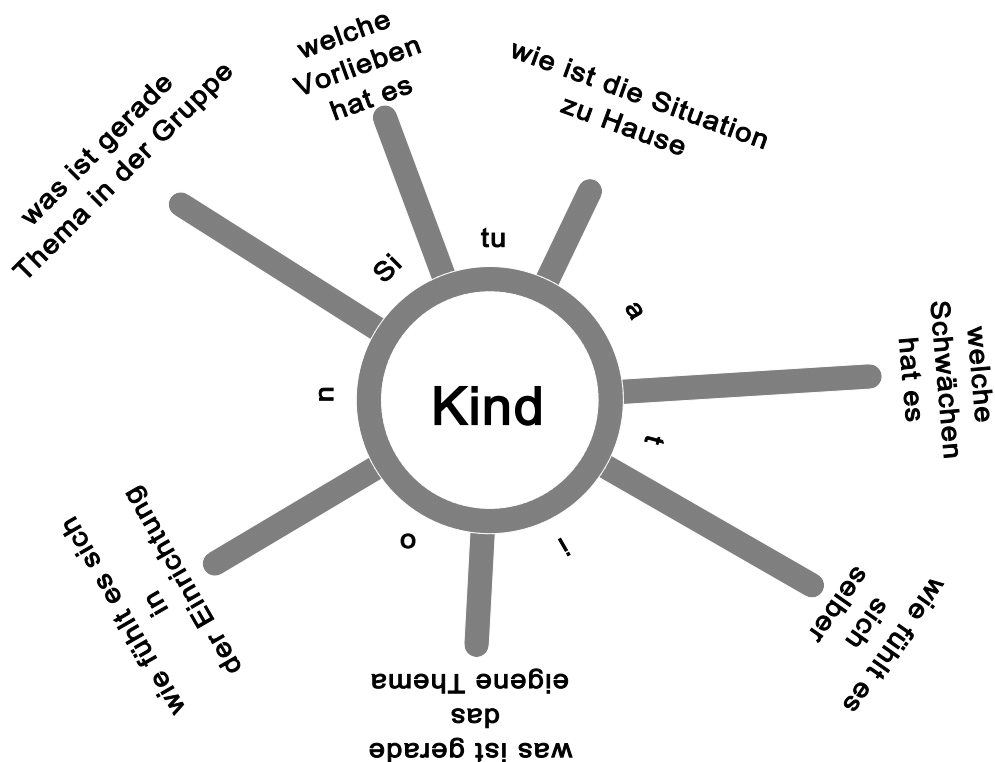 was ist gerade
Thema in der Gruppe
welche
Vorlieben
hat es
wie ist die Situation
zu Hause
welche
Schwächen
hat es
wie fühlt es
sich
selber
was ist gerade
das
eigene Thema
wie fühlt es sich
in
der Einrichtung
Si
tu
a
t
i
o
u
Kind